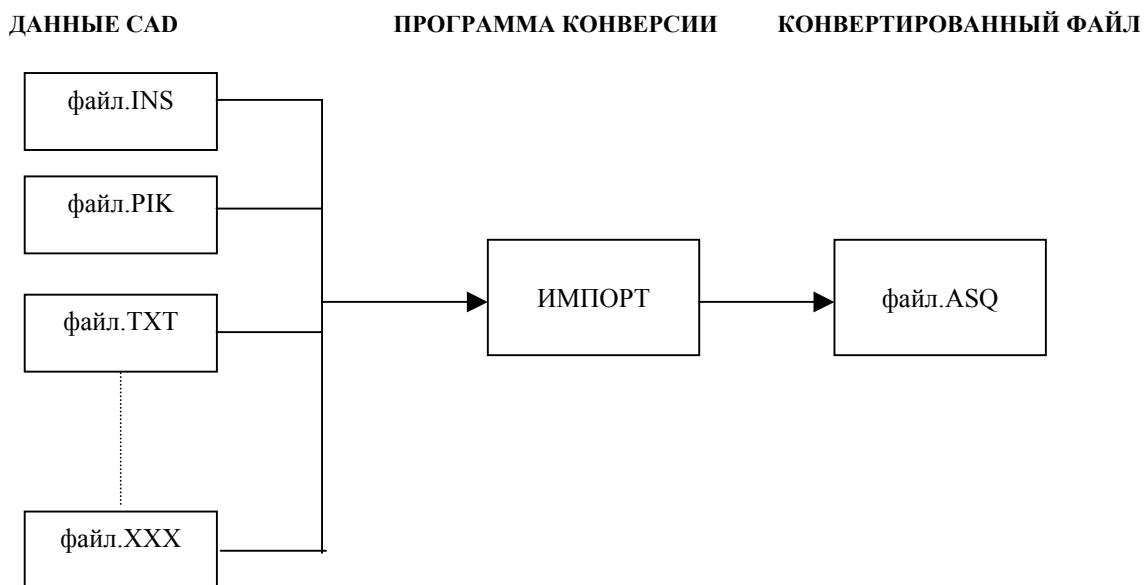 ДАННЫЕ CAD ПРОГРАММА КОНВЕРСИИ КОНВЕРТИРОВАННЫЙ ФАЙЛ
файл.INS
файл.PIK
файл.TXT
файл.XXX
ИМПОРТ
файл.ASQ